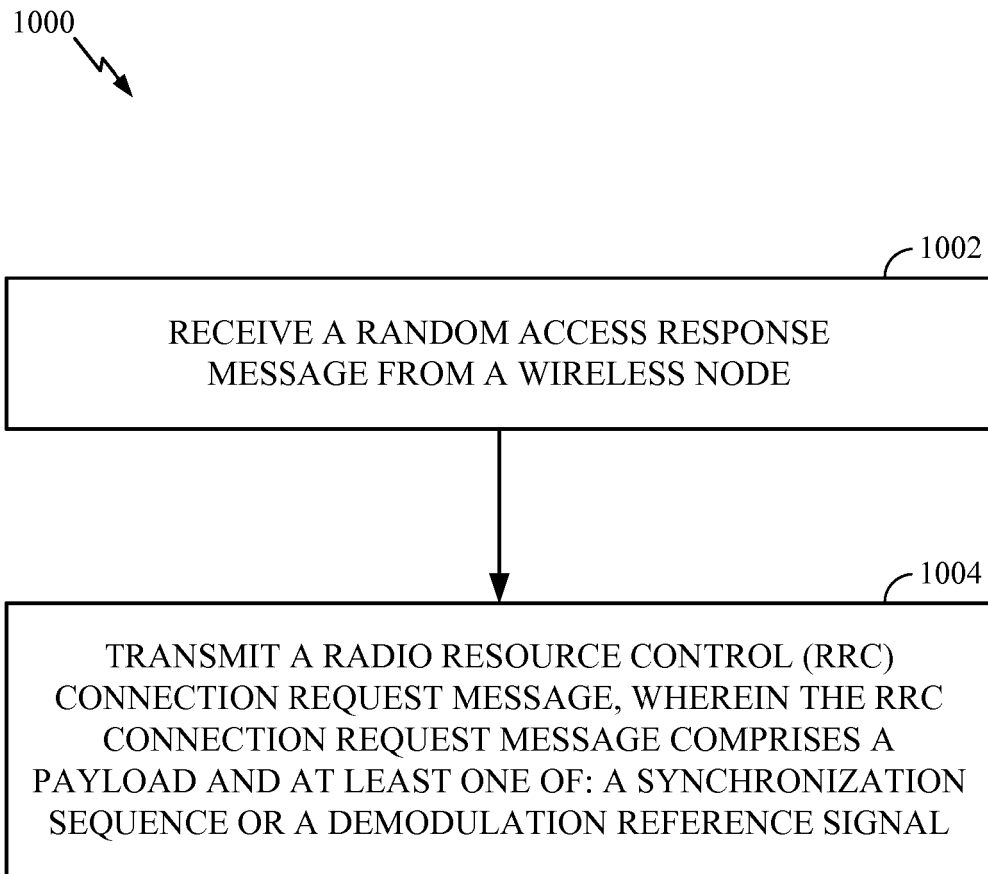 1000
1002
RECEIVE A RANDOM ACCESS RESPONSE
MESSAGE FROM A WIRELESS NODE
1004
TRANSMIT A RADIO RESOURCE CONTROL (RRC)
CONNECTION REQUEST MESSAGE, WHEREIN THE RRC
CONNECTION REQUEST MESSAGE COMPRISES A
PAYLOAD AND AT LEAST ONE OF: A SYNCHRONIZATION
SEQUENCE OR A DEMODULATION REFERENCE SIGNAL